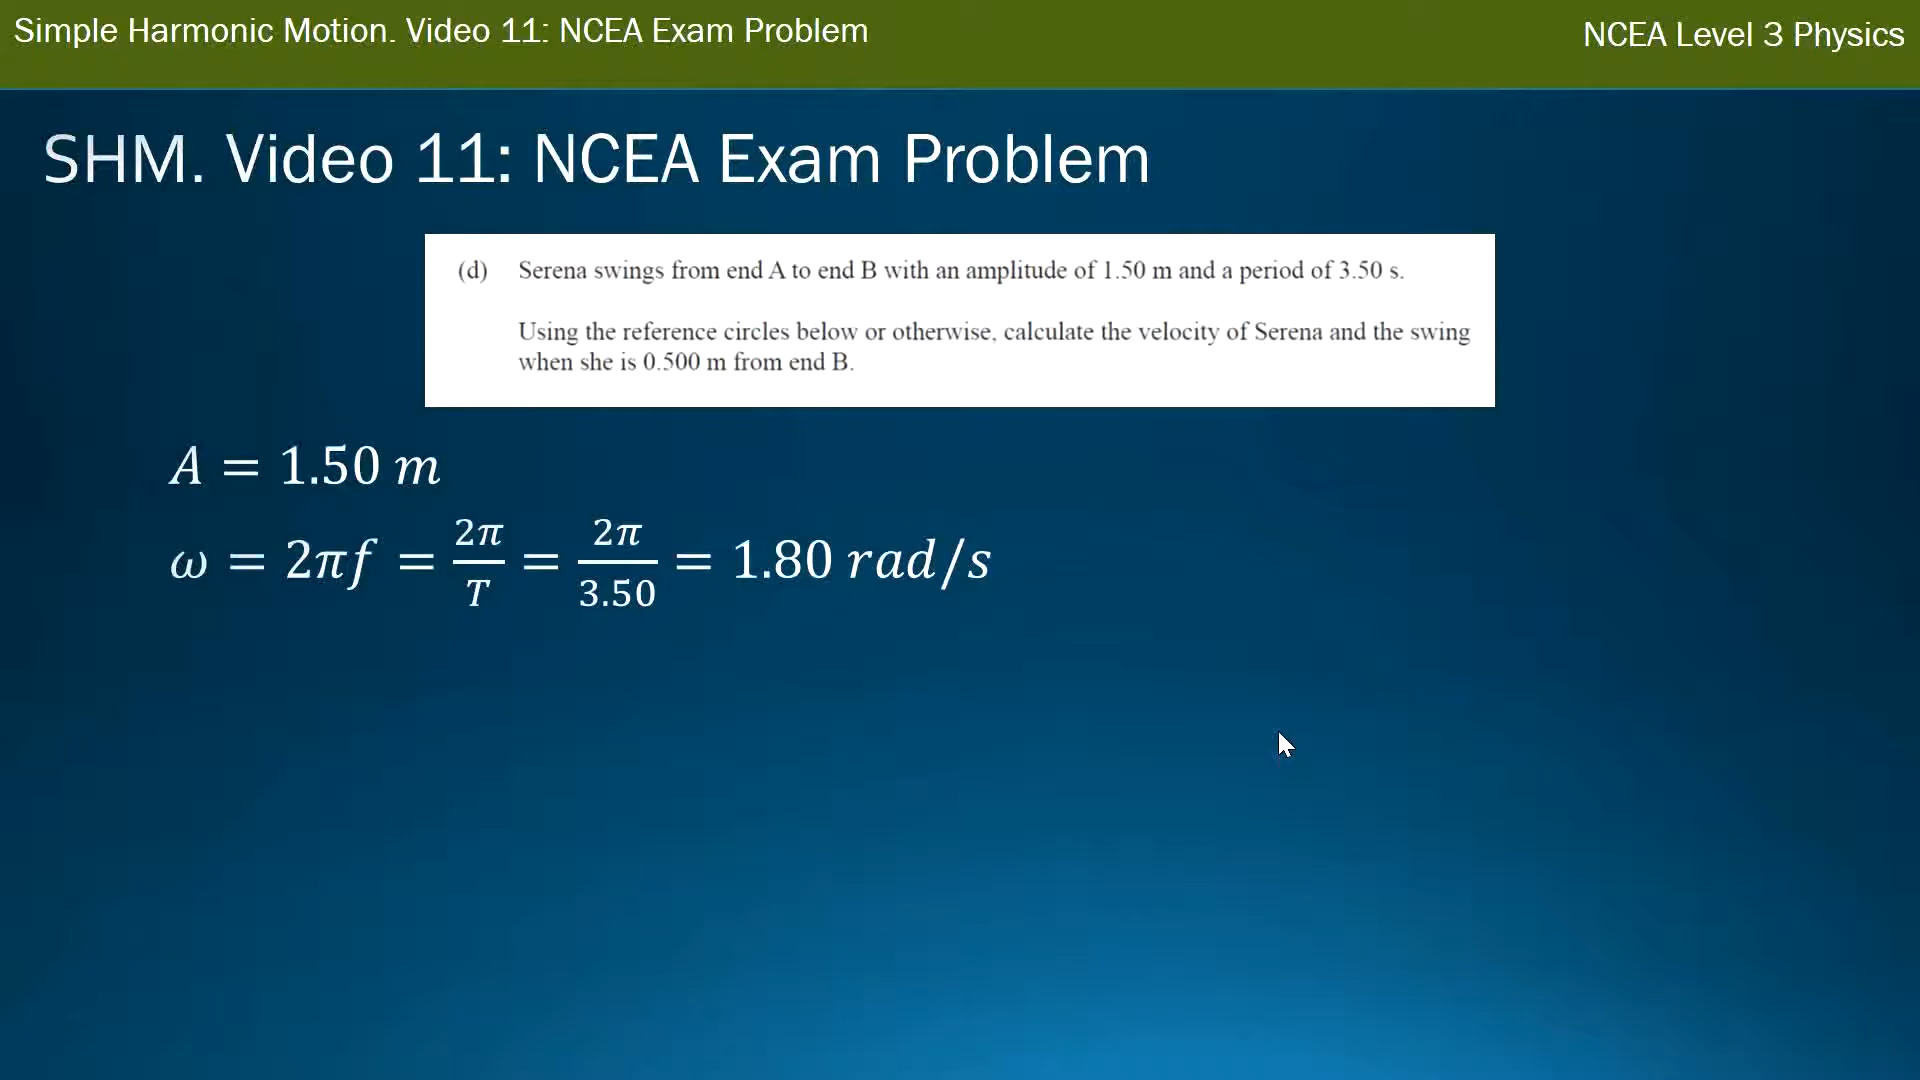 Simple Harmonic Motion. Video 11: NCEA Exam Problem
NCEA Level 3 Physics
SHM. Video 11: NCEA Exam Problem
(d) Serena swings from end A to end B with an amplitude of 1.50 m and a period of 3.50 s.
Using the reference circles below or otherwise, calculate the velocity of Serena and the swing
when she is 0.500 m from end B.
A = 1.50 m
ω = 2πf = 2π/T = 2π/3.50 = 1.80 rad/s